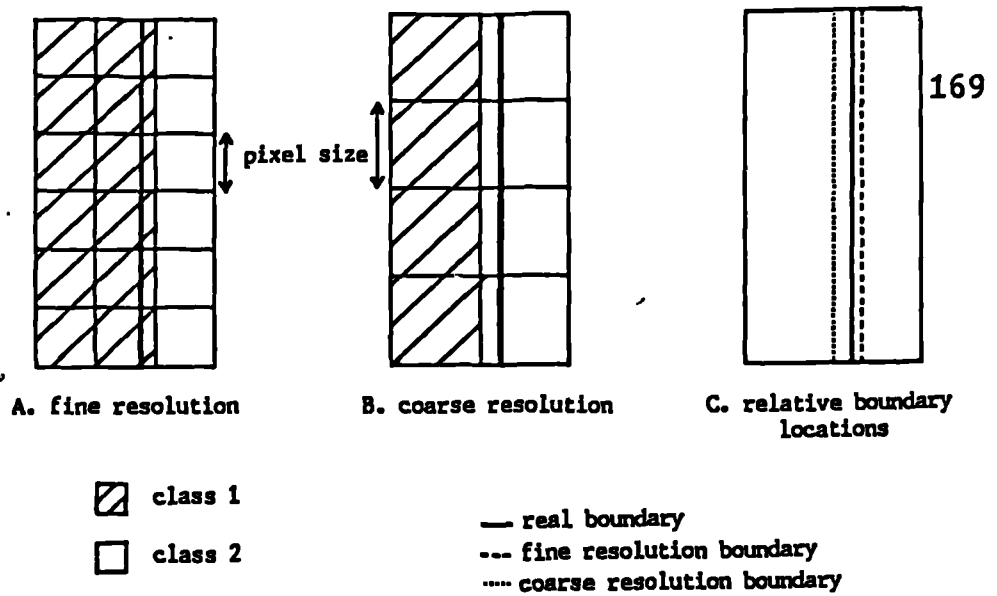 169
pixel size
A. fine resolution
B. coarse resolution
C. relative boundary
locations
class 1
class 2
real boundary
fine resolution boundary
coarse resolution boundary